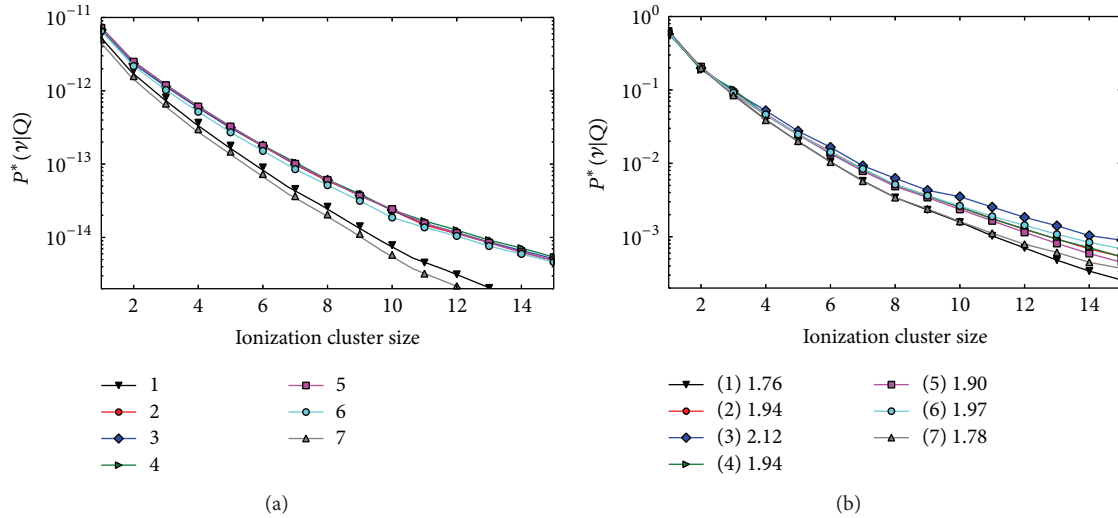 10⁻¹¹
10⁻¹²
10⁻¹³
10⁻¹⁴
P*(ν|Q)
2 4 6 8 10 12 14
Ionization cluster size
1
2
3
4
5
6
7
(a)
10⁰
10⁻¹
10⁻²
10⁻³
P*(ν|Q)
2 4 6 8 10 12 14
Ionization cluster size
(1) 1.76
(2) 1.94
(3) 2.12
(4) 1.94
(5) 1.90
(6) 1.97
(7) 1.78
(b)